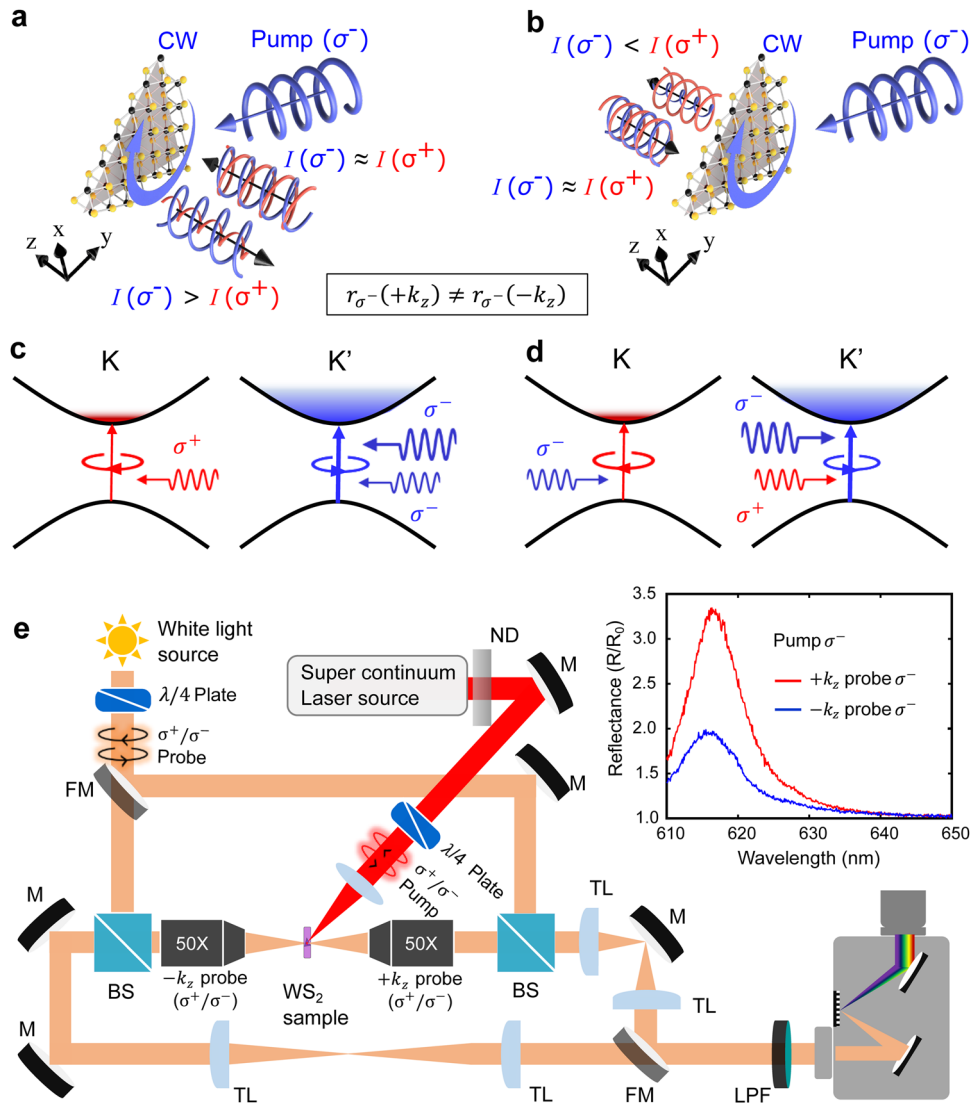 a
CW
Pump (σ⁻)
I (σ⁻) ≈ I (σ⁺)
z
x
y
I (σ⁻) > I (σ⁺)
b
I (σ⁻) < I (σ⁺)
CW
Pump (σ⁻)
I (σ⁻) ≈ I (σ⁺)
z
x
y
r_σ⁻(+k_z) ≠ r_σ⁻(−k_z)
c
K
K’
σ⁺
σ⁻
σ⁻
d
K
K’
σ⁻
σ⁻
σ⁺
e
White light
source
λ/4 Plate
σ⁺/σ⁻
Probe
FM
Super continuum
Laser source
ND
M
M
λ/4 Plate
σ⁺/σ⁻
Pump
M
BS
50X
−k_z probe
(σ⁺/σ⁻)
WS₂
sample
50X
+k_z probe
(σ⁺/σ⁻)
BS
TL
M
TL
M
TL
TL
FM
LPF
Reflectance (R/R₀)
3.5
3.0
2.5
2.0
1.5
1.0
Pump σ⁻
+k_z probe σ⁻
−k_z probe σ⁻
610
620
630
640
650
Wavelength (nm)